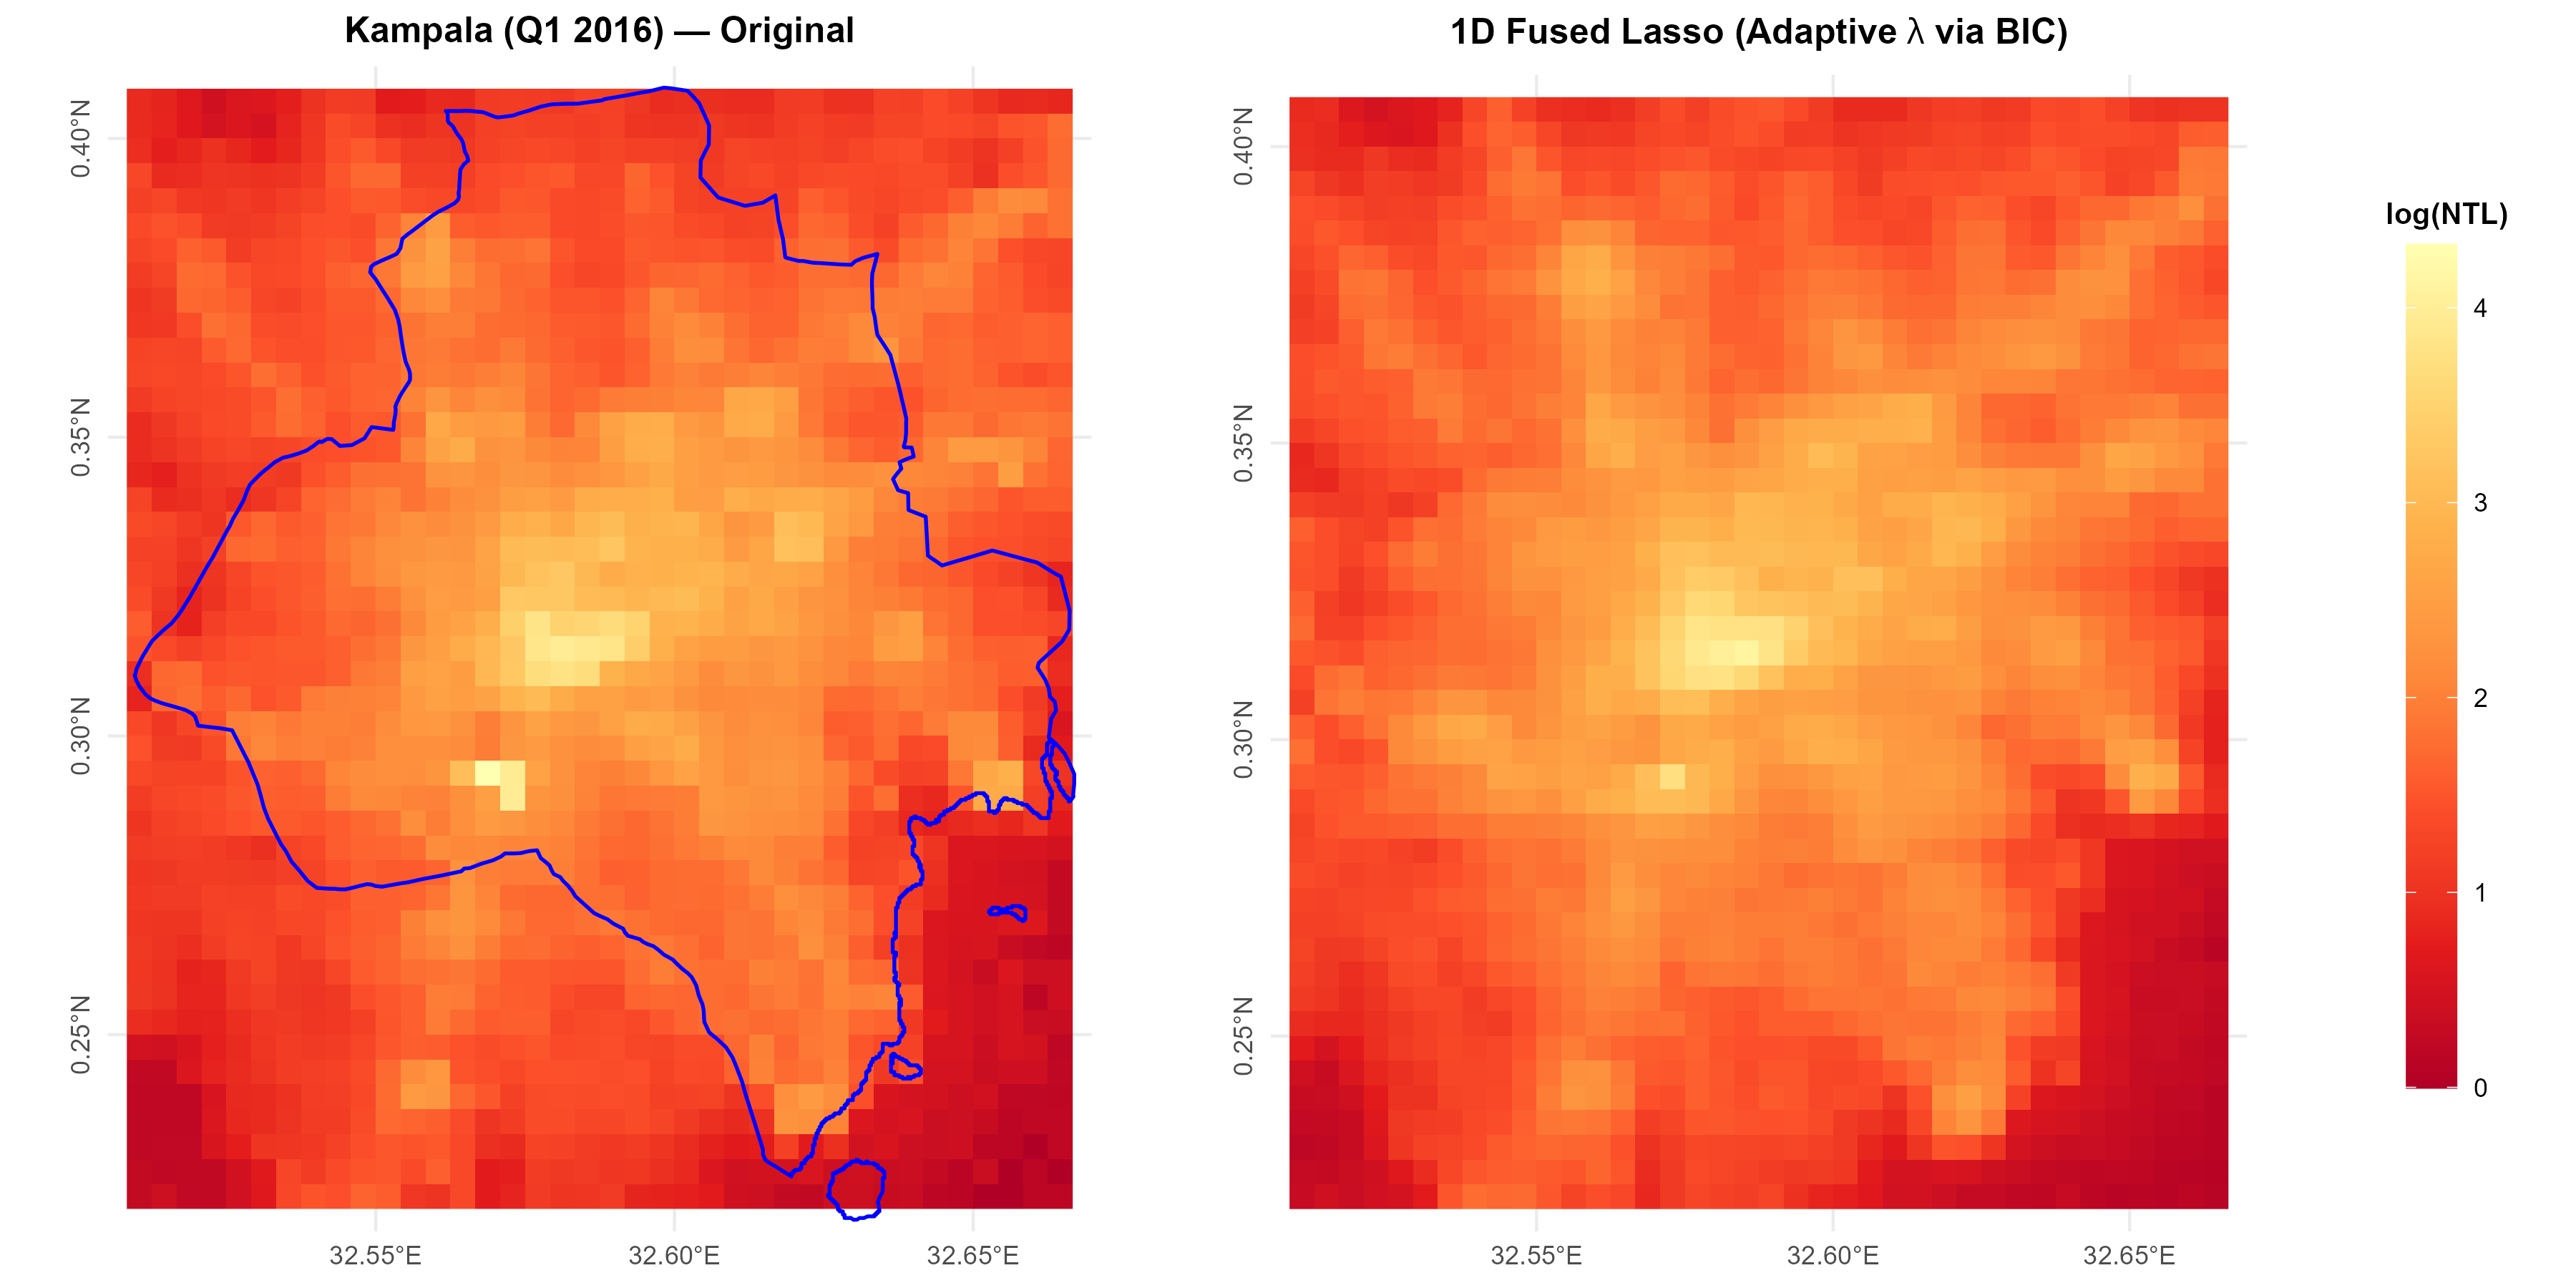 Kampala (Q1 2016) — Original
0.40°N
0.35°N
0.30°N
0.25°N
32.55°E
32.60°E
32.65°E
1D Fused Lasso (Adaptive λ via BIC)
0.40°N
0.35°N
0.30°N
0.25°N
32.55°E
32.60°E
32.65°E
log(NTL)
4
3
2
1
0